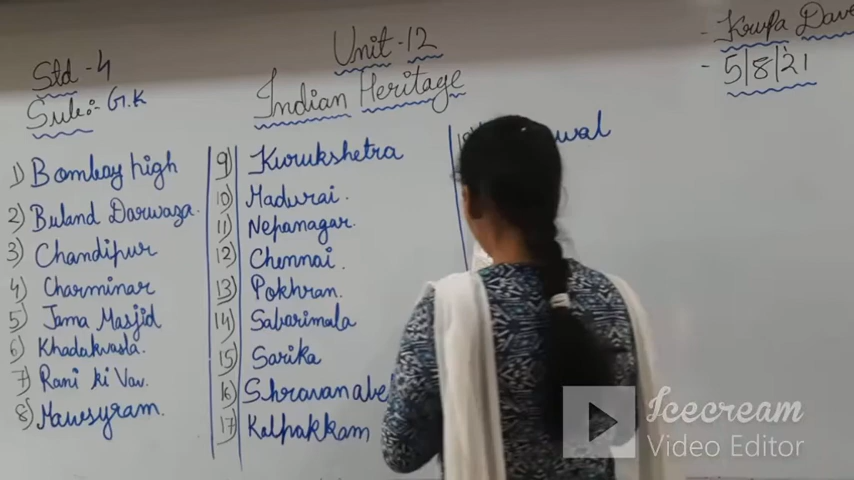 Std - 4
Sub:- G.K
Unit - 12
Indian Heritage
- Krupa Dave
- 5/8/21
1) Bombay high
2) Buland Darwaza.
3) Chandipur
4) Charminar
5) Jama Masjid
6) Khadakvasla.
7) Rani ki Vav.
8) Mawsyram.
9) Kurukshetra
10) Madurai.
11) Nepanagar.
12) Chennai.
13) Pokhran.
14) Sabarimala
15) Sarika
16) Shravanabe
17) Kalpakkam
wal
Icecream
Video Editor